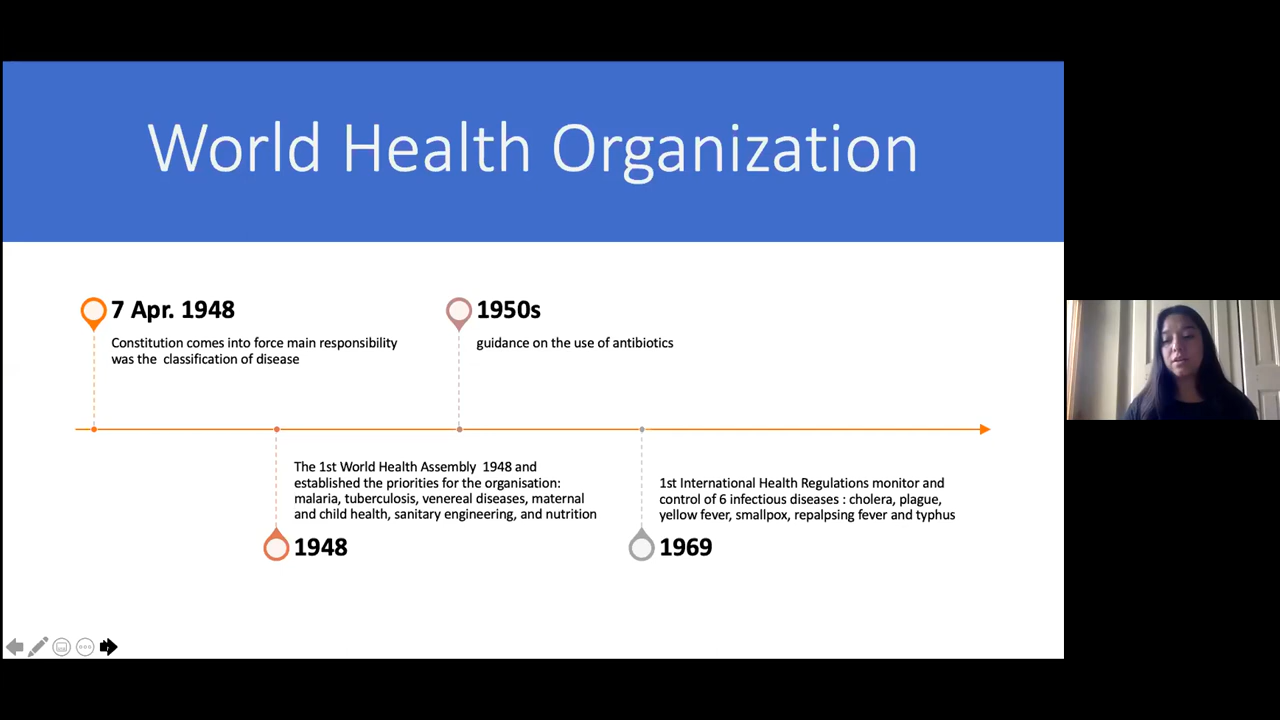 World Health Organization
7 Apr. 1948
Constitution comes into force main responsibility
was the classification of disease
1950s
guidance on the use of antibiotics
The 1st World Health Assembly 1948 and
established the priorities for the organisation:
malaria, tuberculosis, venereal diseases, maternal
and child health, sanitary engineering, and nutrition
1948
1st International Health Regulations monitor and
control of 6 infectious diseases : cholera, plague,
yellow fever, smallpox, repalpsing fever and typhus
1969